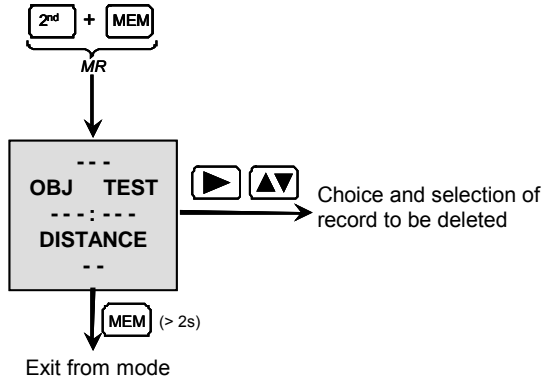 2nd + MEM
MR
- - -
OBJ TEST
- - - : - - -
DISTANCE
- -
Choice and selection of
record to be deleted
MEM (> 2s)
Exit from mode